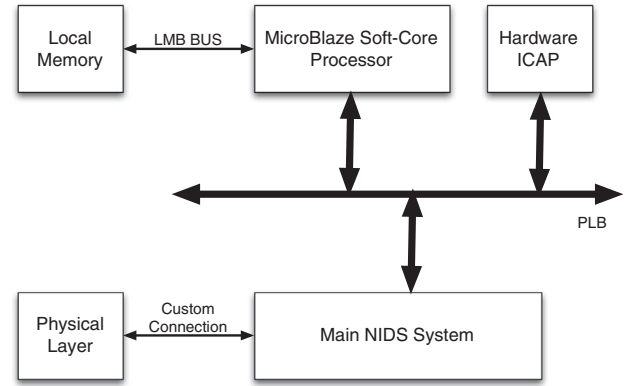 Local
Memory
LMB BUS
MicroBlaze Soft-Core
Processor
Hardware
ICAP
PLB
Physical
Layer
Custom
Connection
Main NIDS System